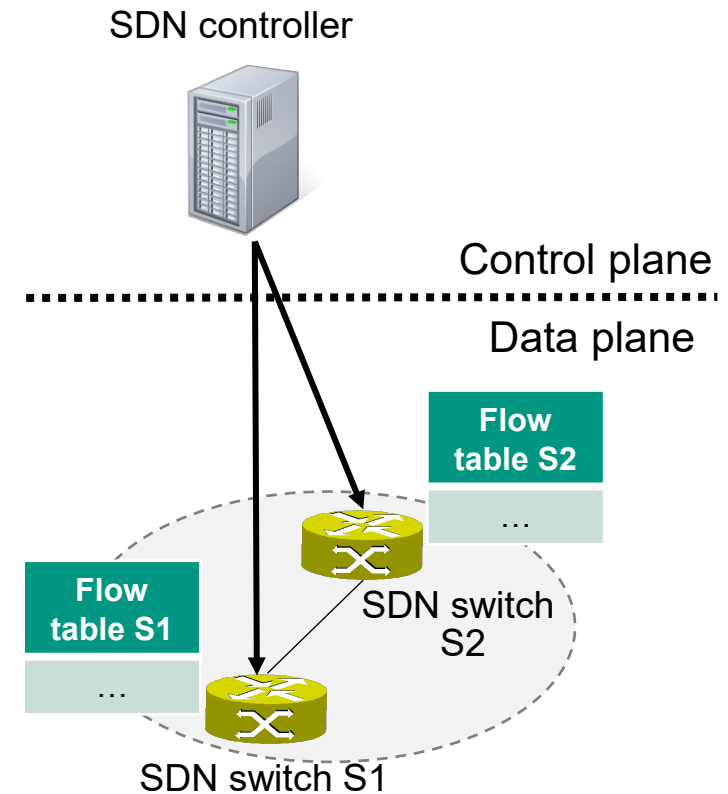 SDN controller
Control plane
Data plane
Flow
table S2
…
Flow
table S1
…
SDN switch
S2
SDN switch S1